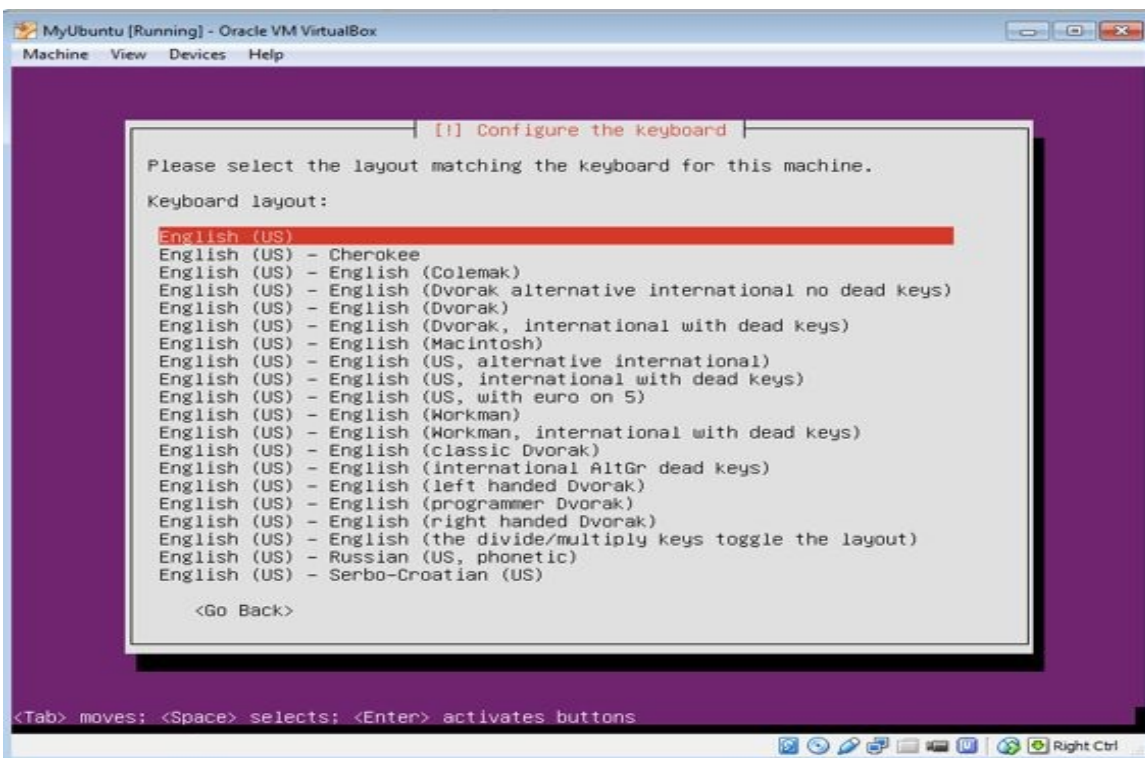 MyUbuntu [Running] - Oracle VM VirtualBox
Machine View Devices Help
[!] Configure the keyboard
Please select the layout matching the keyboard for this machine.
Keyboard layout:
English (US)
English (US) - Cherokee
English (US) - English (Colemak)
English (US) - English (Dvorak alternative international no dead keys)
English (US) - English (Dvorak)
English (US) - English (Dvorak, international with dead keys)
English (US) - English (Macintosh)
English (US) - English (US, alternative international)
English (US) - English (US, international with dead keys)
English (US) - English (US, with euro on 5)
English (US) - English (Workman)
English (US) - English (Workman, international with dead keys)
English (US) - English (classic Dvorak)
English (US) - English (international AltGr dead keys)
English (US) - English (left handed Dvorak)
English (US) - English (programmer Dvorak)
English (US) - English (right handed Dvorak)
English (US) - English (the divide/multiply keys toggle the layout)
English (US) - Russian (US, phonetic)
English (US) - Serbo-Croatian (US)
<Go Back>
<Tab> moves; <Space> selects; <Enter> activates buttons
Right Ctrl